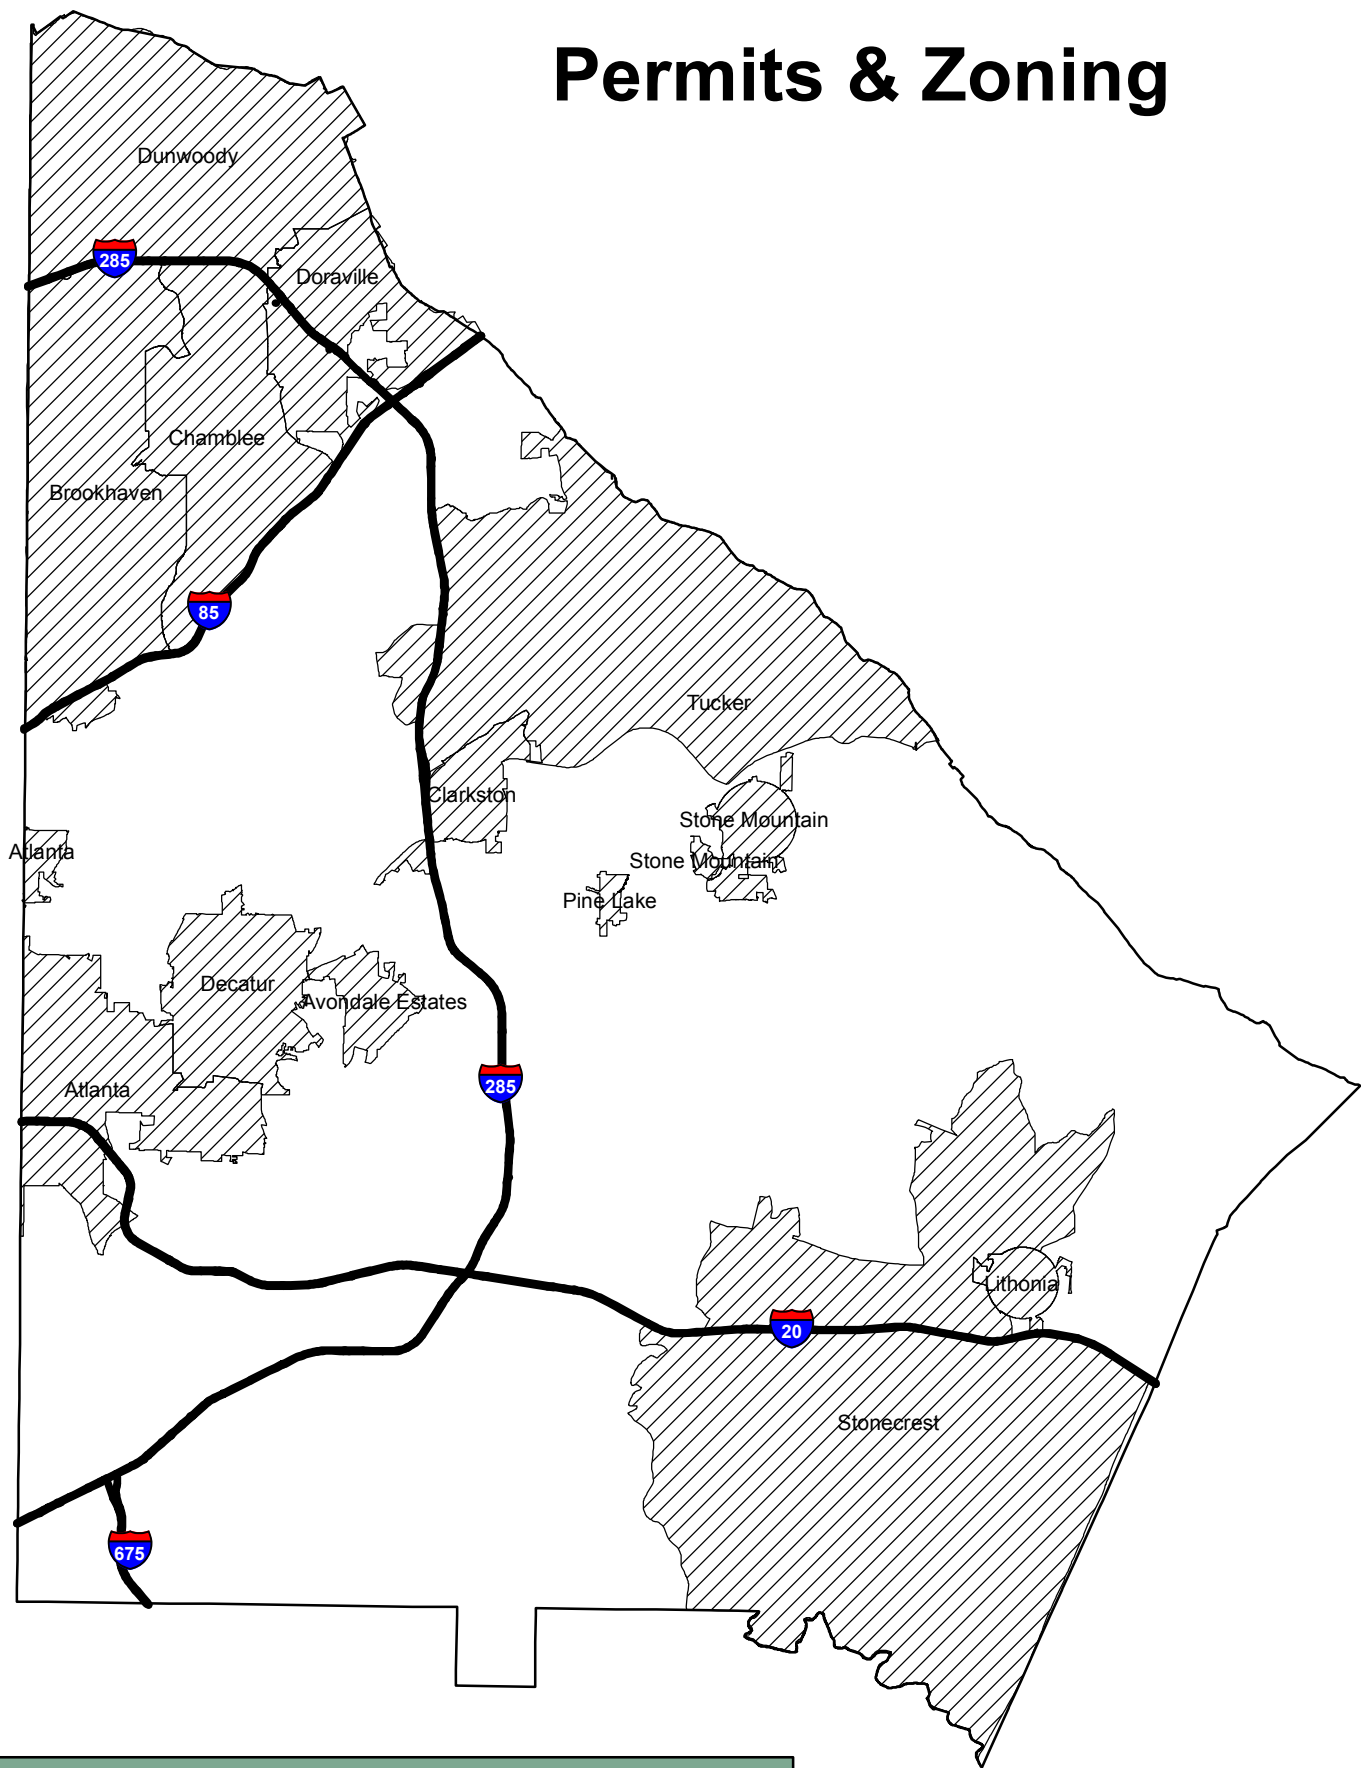 Permits & Zoning
Dunwoody
285
Doraville
Chamblee
Brookhaven
85
Tucker
Clarkston
Stone Mountain
Atlanta
Stone Mountain
Pine Lake
Decatur
Avondale Estates
285
Atlanta
Lithonia
20
Stonecrest
675